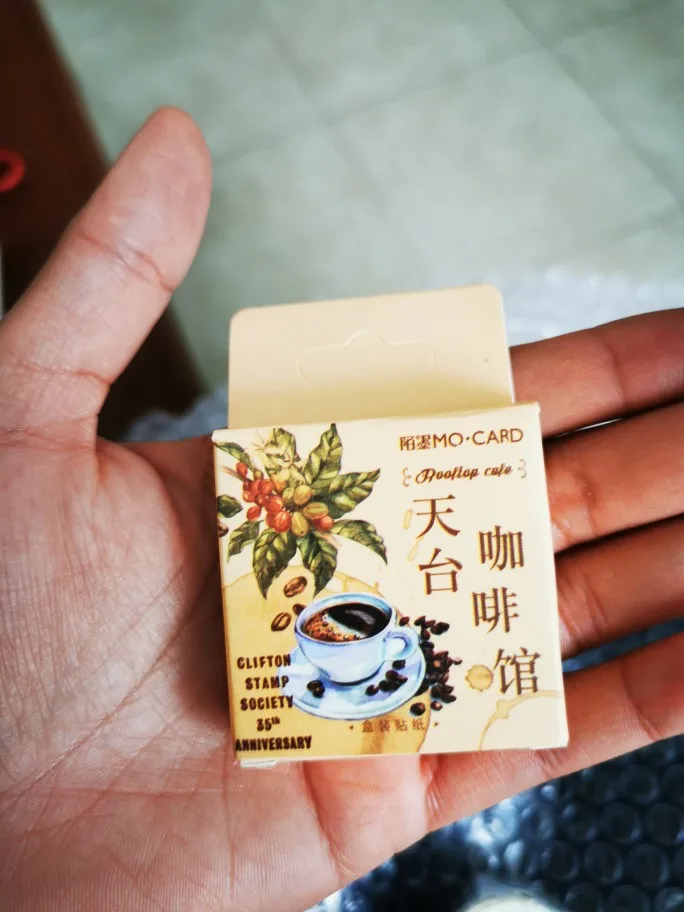 陌墨MO·CARD
Rooftop cafe
天台
咖啡馆
CLIFTON
STAMP
SOCIETY
35th
ANNIVERSARY
• 盒装贴纸 •